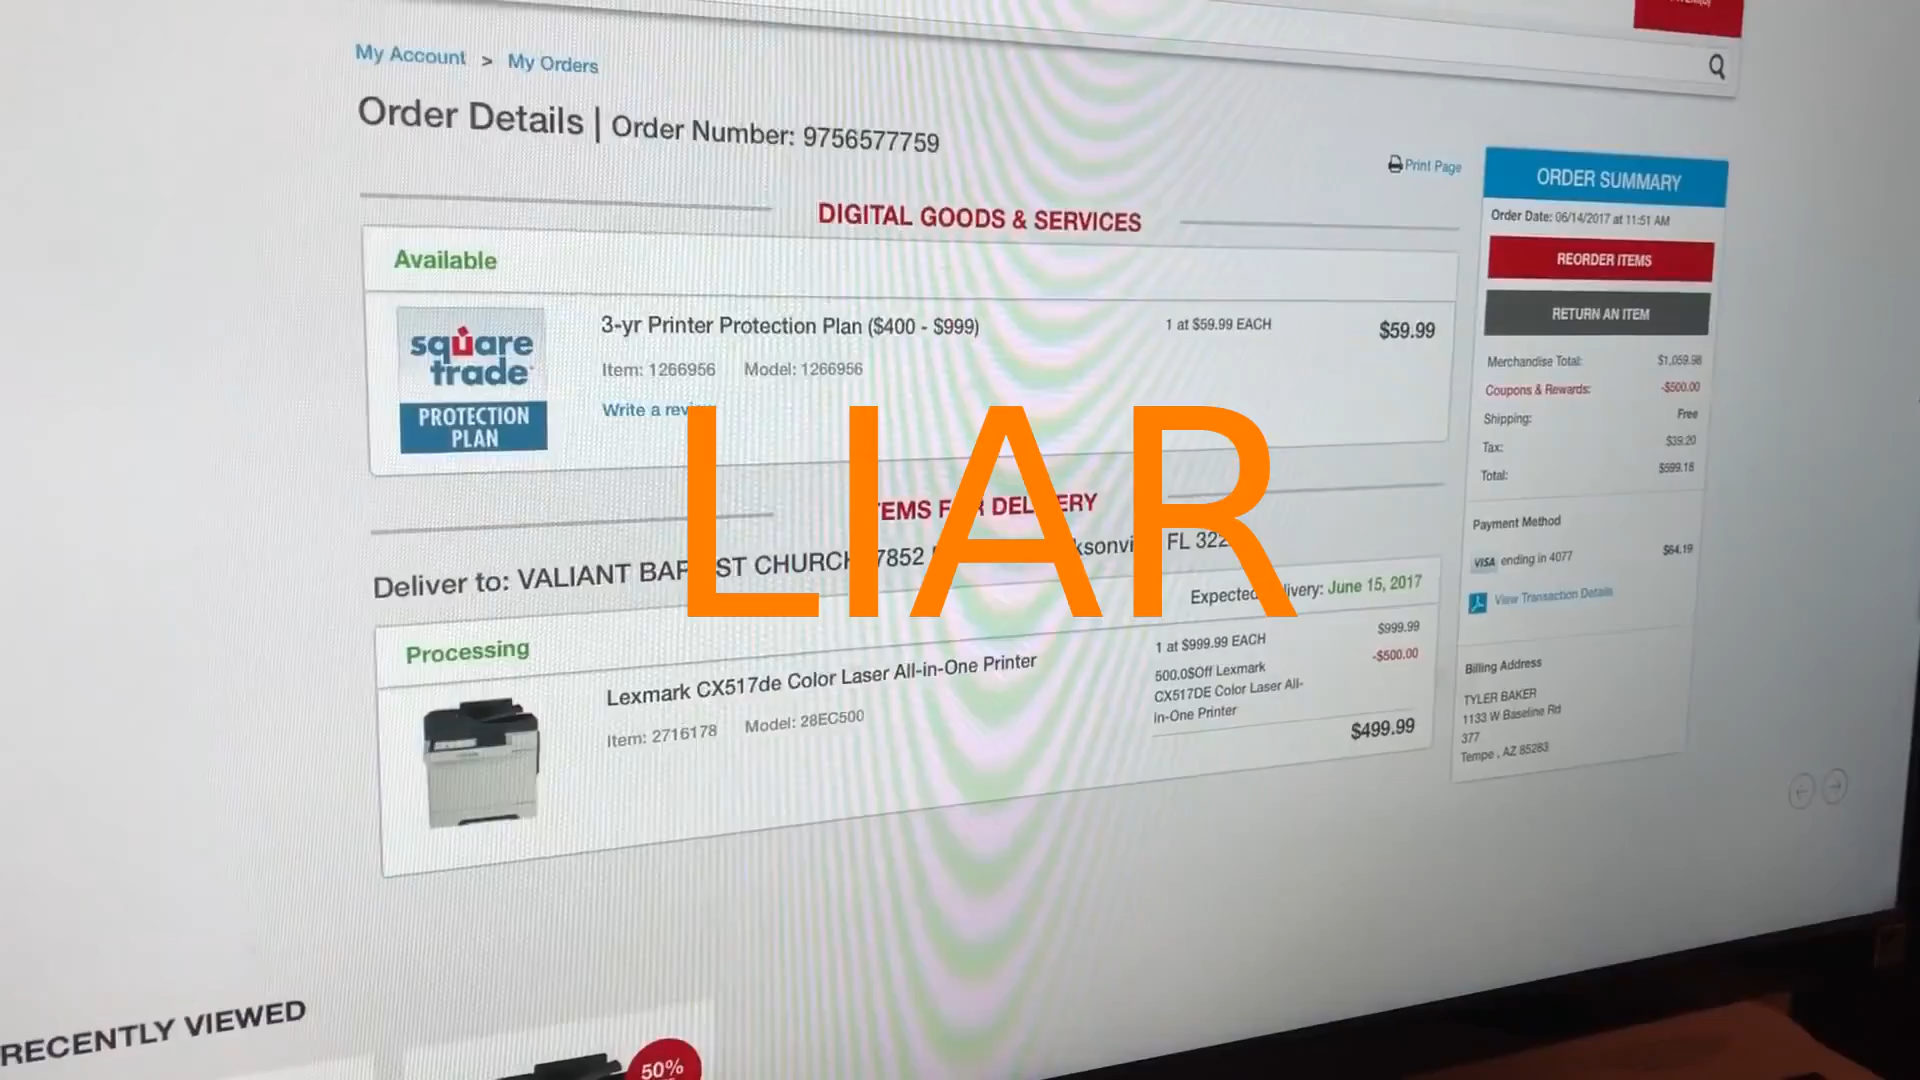 My Account > My Orders
Order Details | Order Number: 9756577759
Print Page
DIGITAL GOODS & SERVICES
Available
square trade
PROTECTION PLAN
3-yr Printer Protection Plan ($400 - $999)
1 at $59.99 EACH
$59.99
Item: 1266956 Model: 1266956
Write a
LIAR
Deliver to: VALIANT CHURCH 7852 FL
Expected June 15, 2017
Processing
Lexmark CX517de Color Laser All-in-One Printer
Item: 2716178 Model: 28EC500
1 at $999.99 EACH
$999.99
500.0$Off Lexmark
-$500.00
CX517DE Color Laser All-
In-One Printer
$499.99
ORDER SUMMARY
Order Date: 06/14/2017 at 11:51 AM
REORDER ITEMS
RETURN AN ITEM
Merchandise Total: $1,059.98
Coupons & Rewards: -$500.00
Shipping: Free
Tax: $39.20
Total: $599.18
Payment Method
VISA ending in 4077 $64.19
View Transaction Details
Billing Address
TYLER BAKER
1133 W Baseline Rd
377
Tempe , AZ 85283
RECENTLY VIEWED
50%